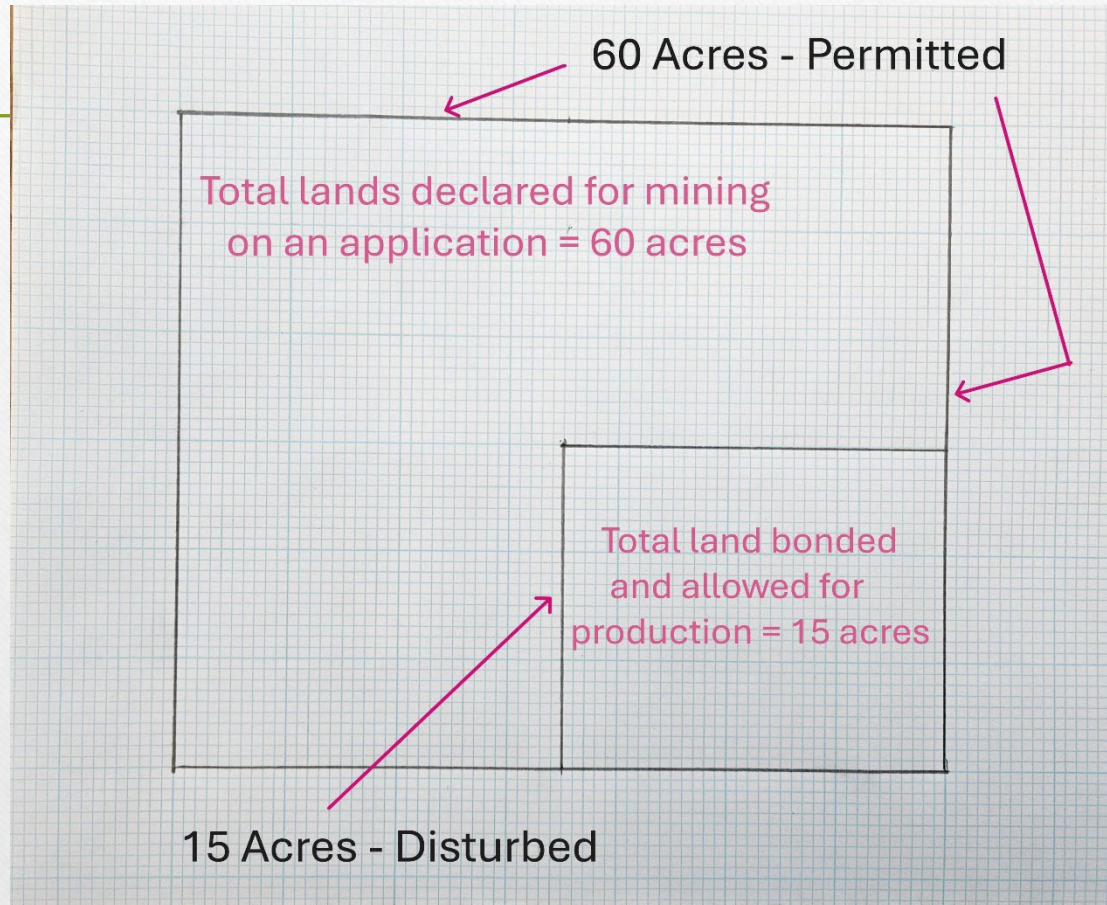 60 Acres - Permitted
Total lands declared for mining
on an application = 60 acres
Total land bonded
and allowed for
production = 15 acres
15 Acres - Disturbed